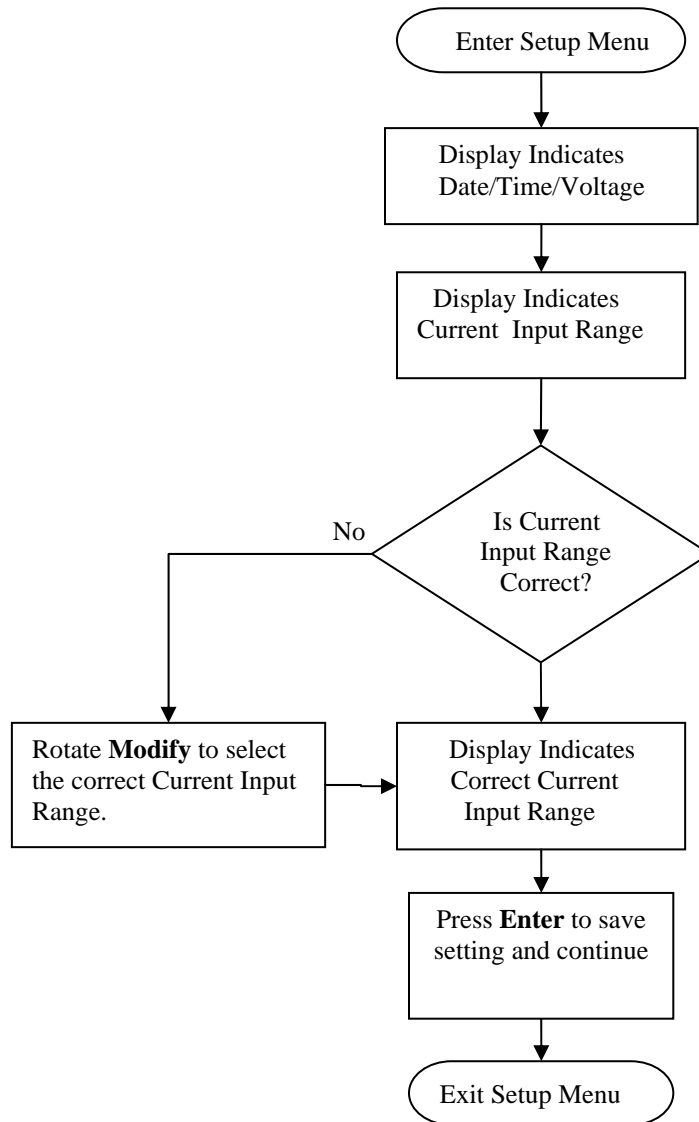 Enter Setup Menu
Display Indicates
Date/Time/Voltage
Display Indicates
Current Input Range
Is Current
Input Range
Correct?
No
Rotate Modify to select
the correct Current Input
Range.
Display Indicates
Correct Current
Input Range
Press Enter to save
setting and continue
Exit Setup Menu